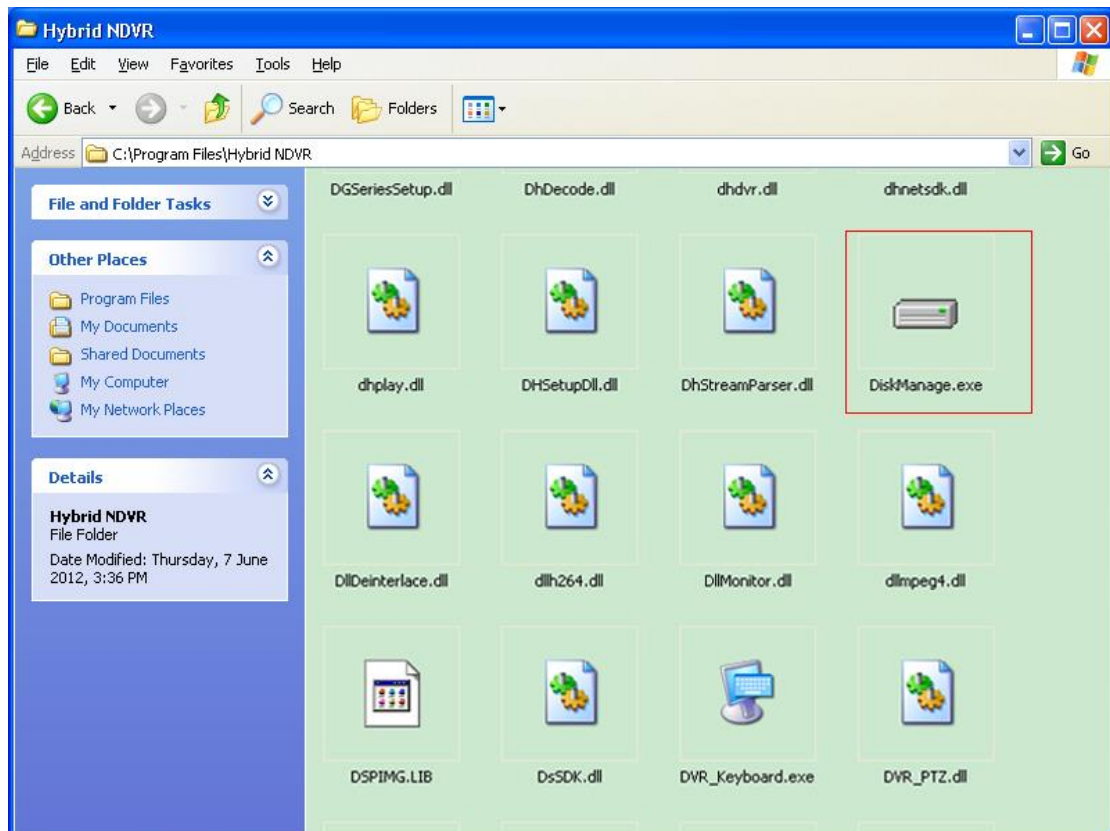 Hybrid NDVR
File Edit View Favorites Tools Help
Back Search Folders
Address C:\Program Files\Hybrid NDVR Go
File and Folder Tasks
Other Places
Program Files
My Documents
Shared Documents
My Computer
My Network Places
Details
Hybrid NDVR
File Folder
Date Modified: Thursday, 7 June
2012, 3:36 PM
DGSeriesSetup.dll DhDecode.dll dhdvr.dll dhnetsdk.dll
dhplay.dll DHSetupDll.dll DhStreamParser.dll DiskManage.exe
DllDeinterlace.dll dllh264.dll DllMonitor.dll dllmpeg4.dll
DSPIMG.LIB DsSDK.dll DVR_Keyboard.exe DVR_PTZ.dll